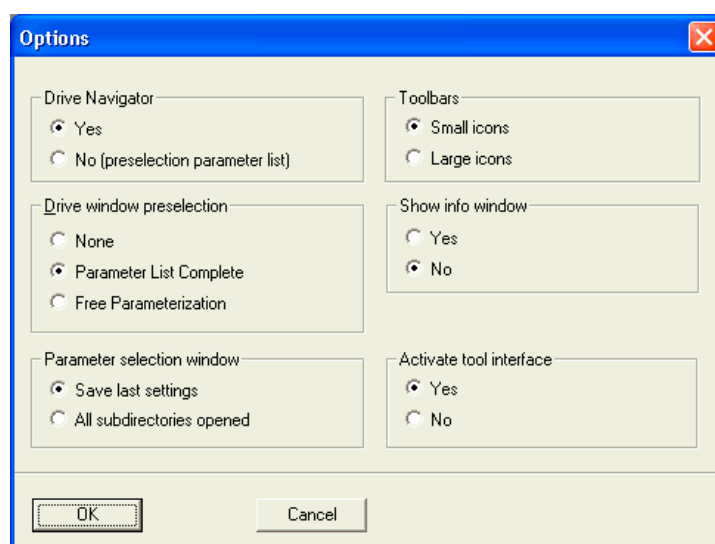 Options
Drive Navigator
Yes
No (preselection parameter list)
Toolbars
Small icons
Large icons
Drive window preselection
None
Parameter List Complete
Free Parameterization
Show info window
Yes
No
Parameter selection window
Save last settings
All subdirectories opened
Activate tool interface
Yes
No
OK
Cancel